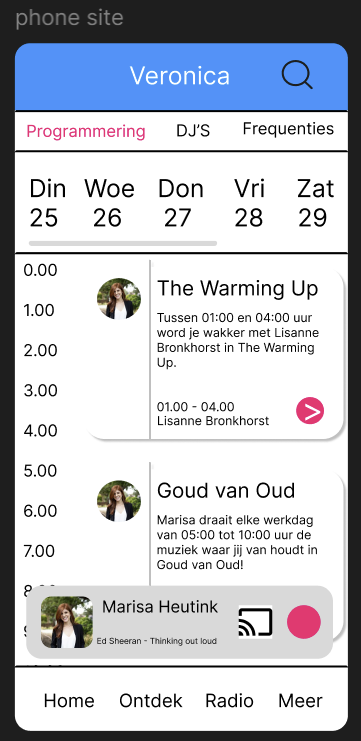 phone site
Veronica
Programmering DJ'S Frequenties
Din Woe Don Vri Zat
25 26 27 28 29
0.00
The Warming Up
1.00
Tussen 01:00 en 04:00 uur
word je wakker met Lisanne
2.00
Bronkhorst in The Warming
Up.
3.00
01.00 - 04.00
Lisanne Bronkhorst
4.00
5.00
Goud van Oud
6.00
Marisa draait elke werkdag
van 05:00 tot 10:00 uur de
7.00
muziek waar jij van houdt in
Goud van Oud!
Marisa Heutink
Ed Sheeran - Thinking out loud
Home Ontdek Radio Meer